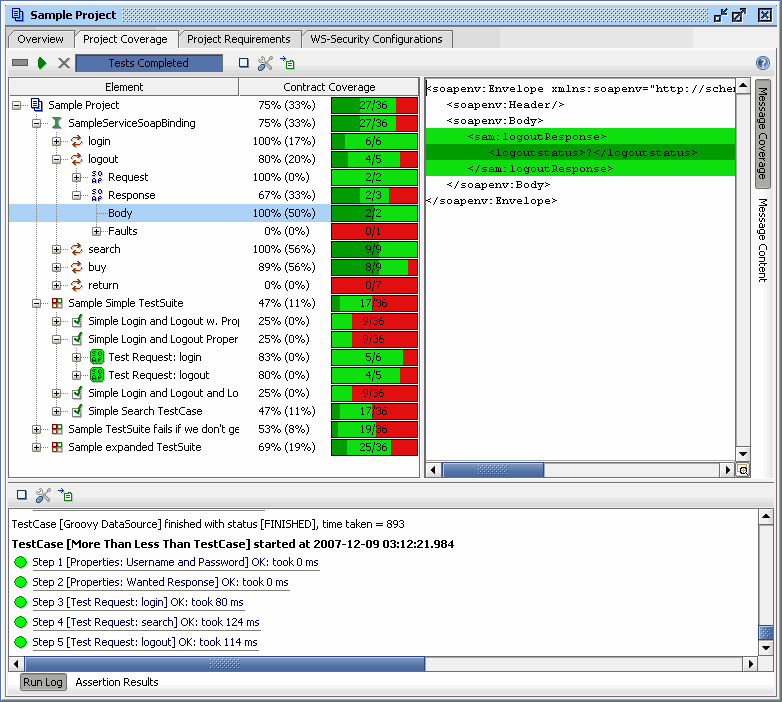 Sample Project
Overview Project Coverage Project Requirements WS-Security Configurations
Tests Completed
Element Contract Coverage
Sample Project 75% (33%) 27/36
SampleServiceSoapBinding 75% (33%) 27/36
login 100% (17%) 6/6
logout 80% (20%) 4/5
Request 100% (0%) 2/2
Response 67% (33%) 2/3
Body 100% (50%) 2/2
Faults 0% (0%) 0/1
search 100% (56%) 9/9
buy 89% (56%) 8/9
return 0% (0%) 0/7
Sample Simple TestSuite 47% (11%) 17/36
Simple Login and Logout w. Prop 25% (0%) 9/36
Simple Login and Logout Proper 25% (0%) 9/36
Test Request: login 83% (0%) 5/6
Test Request: logout 80% (0%) 4/5
Simple Login and Logout and Lo 25% (0%) 9/36
Simple Search TestCase 47% (11%) 17/36
Sample TestSuite fails if we don't ge 53% (8%) 19/36
Sample expanded TestSuite 69% (19%) 25/36
<soapenv:Envelope xmlns:soapenv="http://sche
<soapenv:Header/>
<soapenv:Body>
<sam:logoutResponse>
<logoutstatus>?</logoutstatus>
</sam:logoutResponse>
</soapenv:Body>
</soapenv:Envelope>
Message Coverage
Message Content
TestCase [Groovy DataSource] finished with status [FINISHED], time taken = 893
TestCase [More Than Less Than TestCase] started at 2007-12-09 03:12:21.984
Step 1 [Properties: Username and Password] OK: took 0 ms
Step 2 [Properties: Wanted Response] OK: took 0 ms
Step 3 [Test Request: login] OK: took 80 ms
Step 4 [Test Request: search] OK: took 124 ms
Step 5 [Test Request: logout] OK: took 114 ms
Run Log Assertion Results